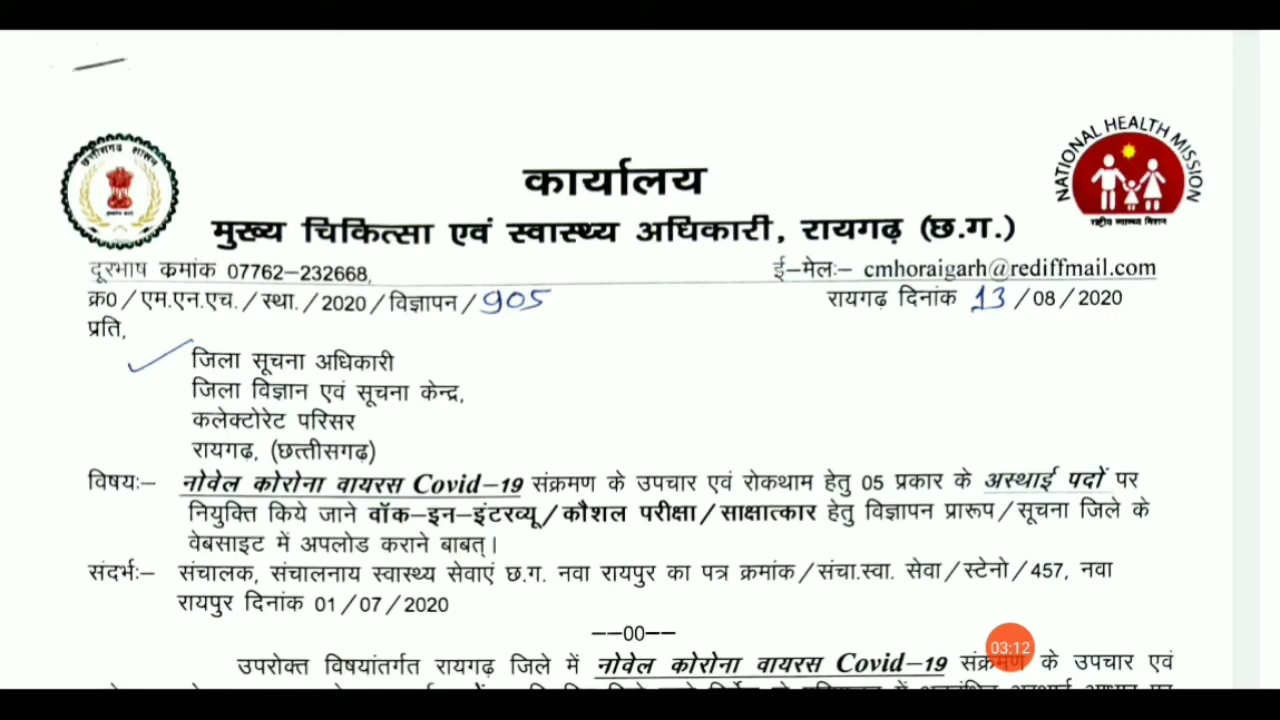 छत्तीसगढ़ शासन
NATIONAL HEALTH MISSION
राष्ट्रीय स्वास्थ्य मिशन
कार्यालय
मुख्य चिकित्सा एवं स्वास्थ्य अधिकारी, रायगढ़ (छ.ग.)
दूरभाष कमांक 07762-232668, ई-मेलः- cmhoraigarh@rediffmail.com
क्र0/एम.एन.एच./स्था./2020/विज्ञापन/905 रायगढ़ दिनांक 13/08/2020
प्रति,
जिला सूचना अधिकारी
जिला विज्ञान एवं सूचना केन्द्र,
कलेक्टोरेट परिसर
रायगढ़, (छत्तीसगढ़)
विषयः- नोवेल कोरोना वायरस Covid-19 संक्रमण के उपचार एवं रोकथाम हेतु 05 प्रकार के अस्थाई पदों पर
नियुक्ति किये जाने वॉक-इन-इंटरव्यू/कौशल परीक्षा/साक्षात्कार हेतु विज्ञापन प्रारूप/सूचना जिले के
वेबसाइट में अपलोड कराने बाबत्।
संदर्भः- संचालक, संचालनाय स्वास्थ्य सेवाएं छ.ग. नवा रायपुर का पत्र क्रमांक/संचा.स्वा. सेवा/स्टेनो/457, नवा
रायपुर दिनांक 01/07/2020
--00--
03:12
उपरोक्त विषयांतर्गत रायगढ़ जिले में नोवेल कोरोना वायरस Covid-19 संक्रमण के उपचार एवं